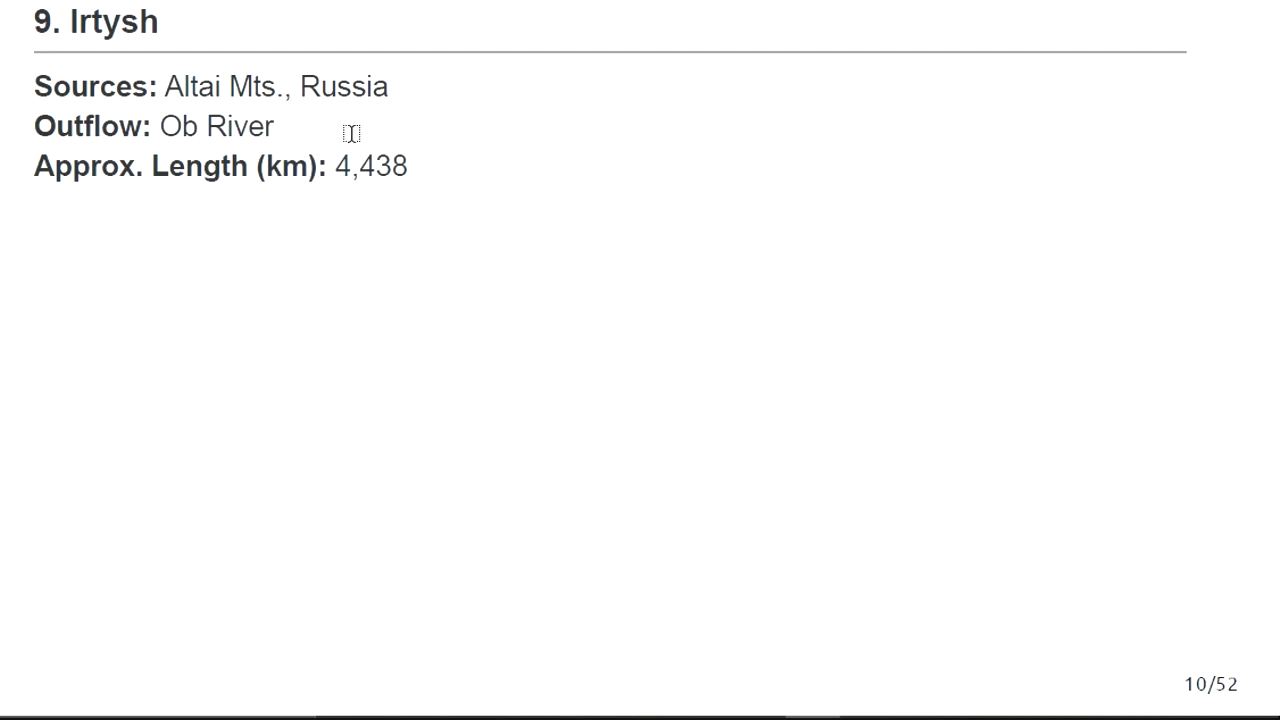 9. Irtysh
Sources: Altai Mts., Russia
Outflow: Ob River
Approx. Length (km): 4,438
10/52